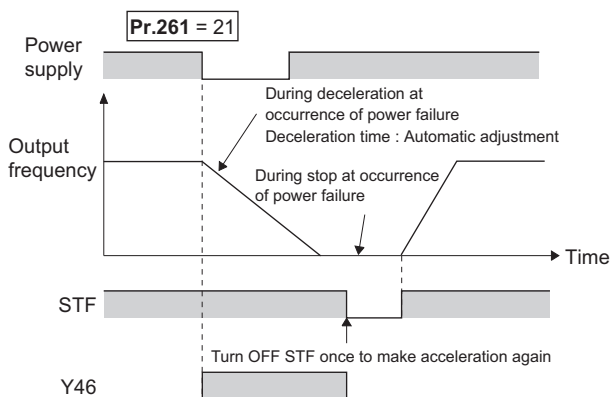 Pr.261 = 21
Power
supply
During deceleration at
occurrence of power failure
Deceleration time : Automatic adjustment
Output
frequency
During stop at occurrence
of power failure
Time
STF
Turn OFF STF once to make acceleration again
Y46